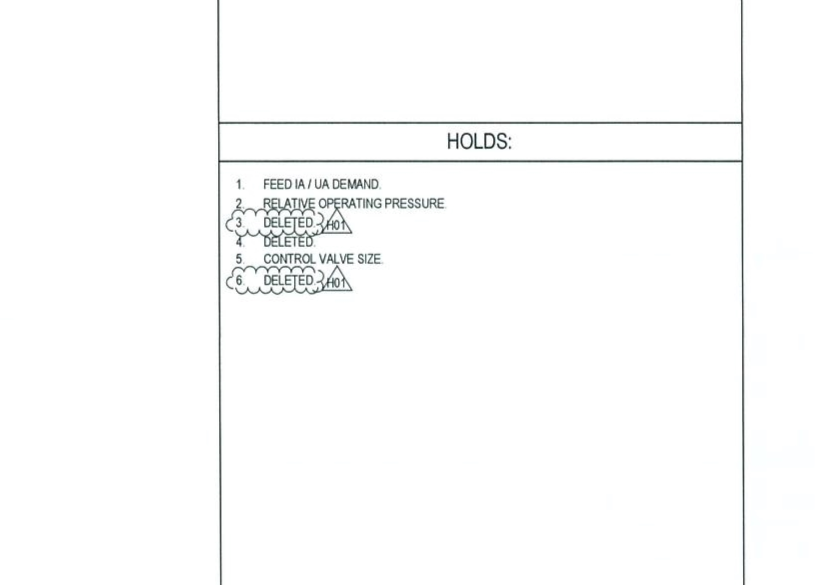 HOLDS:
1. FEED IA / UA DEMAND.
2. RELATIVE OPERATING PRESSURE.
3. DELETED. H01
4. DELETED.
5. CONTROL VALVE SIZE.
6. DELETED. H01